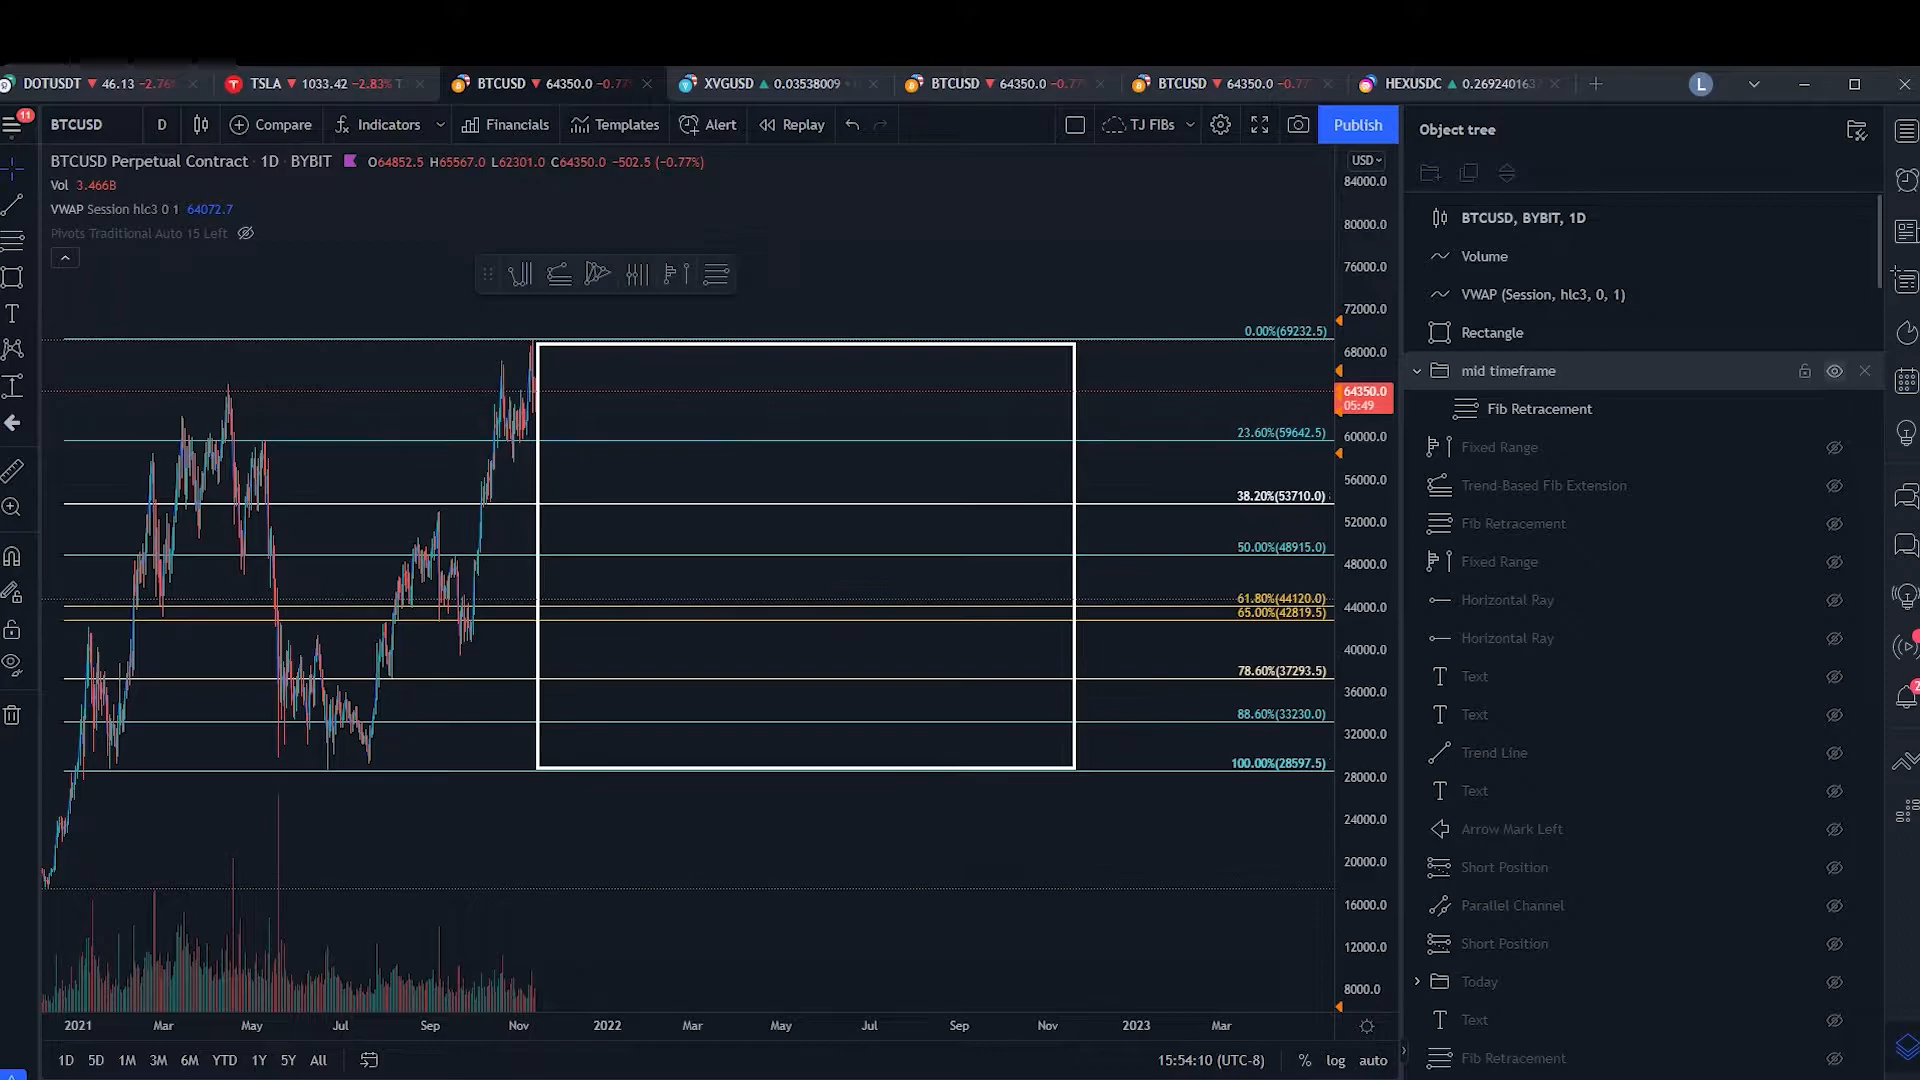 DOTUSDT ▼ 46.13 −2.76%
TSLA ▼ 1033.42 −2.83% T
BTCUSD ▼ 64350.0 −0.77
XVGUSD ▲ 0.03538009
BTCUSD ▼ 64350.0 −0.77
BTCUSD ▼ 64350.0 −0.77
HEXUSDC ▲ 0.26924016
L
11
BTCUSD D Compare Indicators Financials Templates Alert Replay TJ FIBs Publish
Object tree
BTCUSD Perpetual Contract · 1D · BYBIT O64852.5 H65567.0 L62301.0 C64350.0 −502.5 (−0.77%)
USD
Vol 3.466B
VWAP Session hlc3 0 1 64072.7
Pivots Traditional Auto 15 Left
84000.0
80000.0
76000.0
72000.0
68000.0
64350.0
05:49
60000.0
56000.0
52000.0
48000.0
44000.0
40000.0
36000.0
32000.0
28000.0
24000.0
20000.0
16000.0
12000.0
8000.0
0.00%(69232.5)
23.60%(59642.5)
38.20%(53710.0)
50.00%(48915.0)
61.80%(44120.0)
65.00%(42819.5)
78.60%(37293.5)
88.60%(33230.0)
100.00%(28597.5)
2021 Mar May Jul Sep Nov 2022 Mar May Jul Sep Nov 2023 Mar
1D 5D 1M 3M 6M YTD 1Y 5Y All
15:54:10 (UTC-8) % log auto
BTCUSD, BYBIT, 1D
Volume
VWAP (Session, hlc3, 0, 1)
Rectangle
mid timeframe
Fib Retracement
Fixed Range
Trend-Based Fib Extension
Fib Retracement
Fixed Range
Horizontal Ray
Horizontal Ray
Text
Text
Trend Line
Text
Arrow Mark Left
Short Position
Parallel Channel
Short Position
Today
Text
Fib Retracement